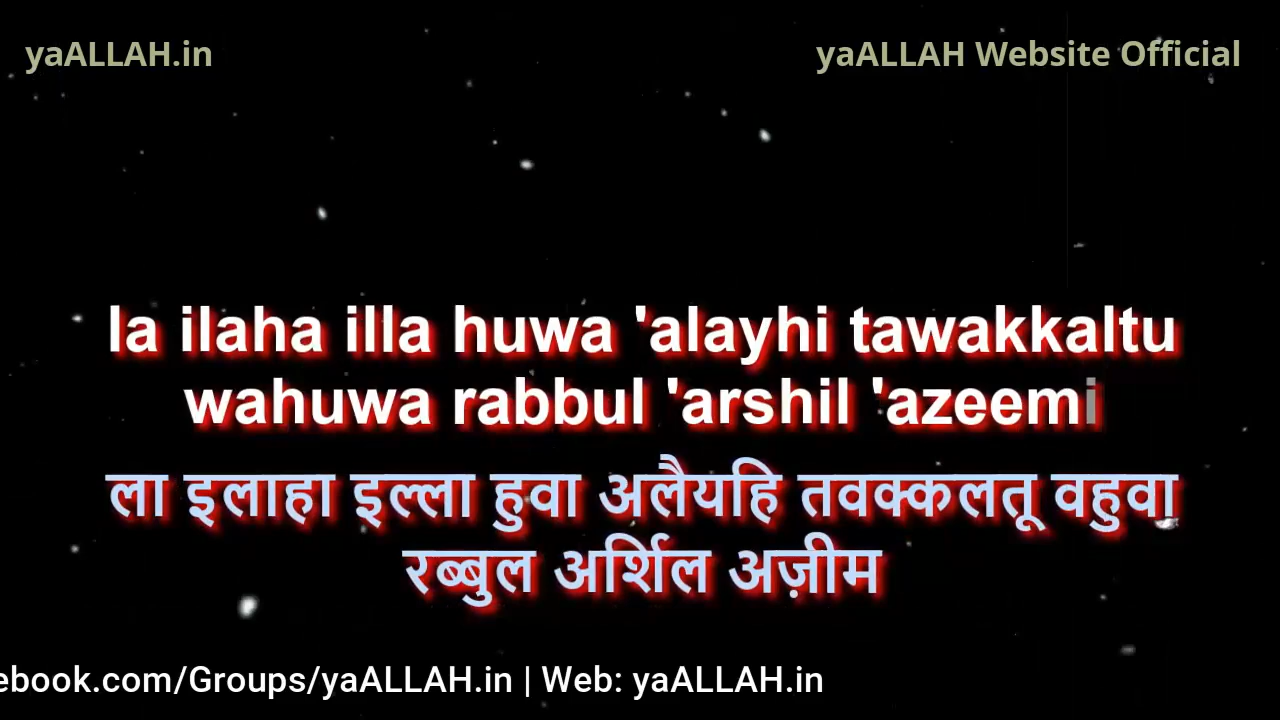 yaALLAH.in
yaALLAH Website Official
la ilaha illa huwa 'alayhi tawakkaltu
wahuwa rabbul 'arshil 'azeemi
ला इलाहा इल्ला हुवा अलैयहि तवक्कलतू वहुवा
रब्बुल अर्शिल अज़ीम
ebook.com/Groups/yaALLAH.in | Web: yaALLAH.in